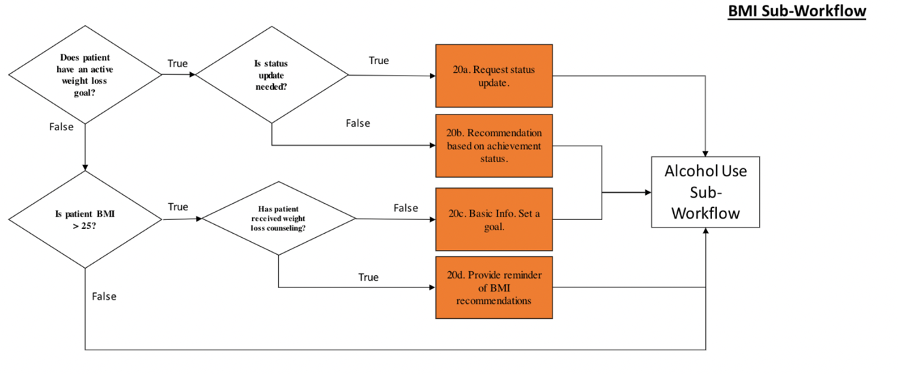 BMI Sub-Workflow
Does patient
have an active
weight loss
goal?
True
Is status
update
needed?
True
20a. Request status
update.
False
False
20b. Recommendation
based on achievement
status.
Alcohol Use
Sub-
Workflow
Is patient BMI
> 25?
True
Has patient
received weight
loss counseling?
False
20c. Basic Info. Set a
goal.
True
20d. Provide reminder
of BMI
recommendations
False